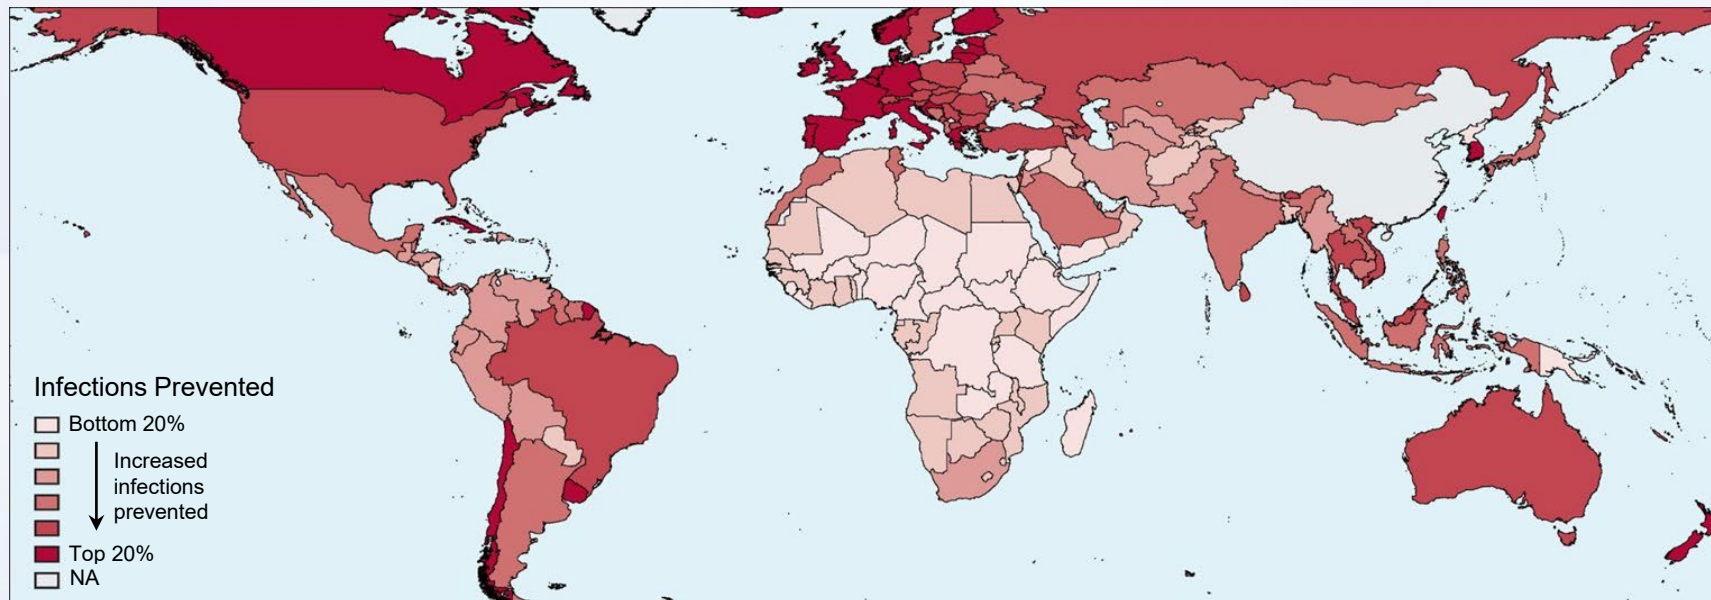 Infections Prevented
Bottom 20%
Increased
infections
prevented
Top 20%
NA